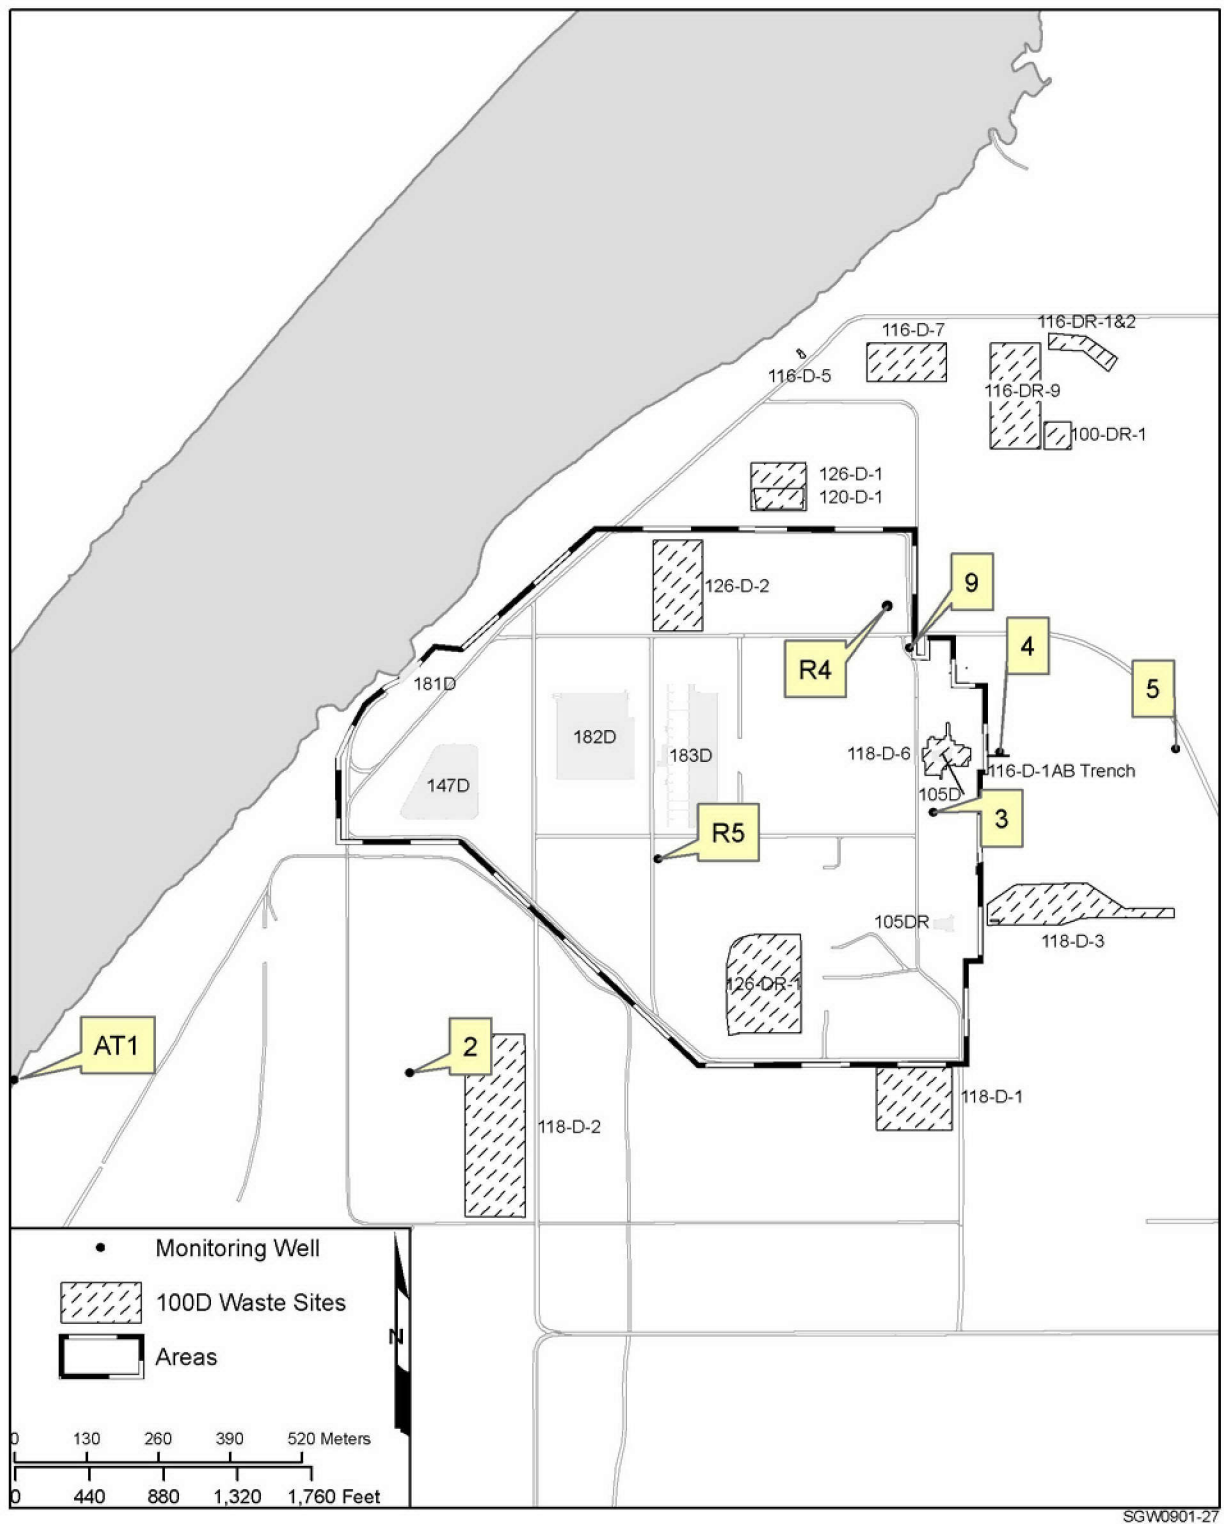 116-DR-1&2
116-D-7
116-D-5
116-DR-9
100-DR-1
126-D-1
120-D-1
9
126-D-2
4
R4
5
181D
182D
183D
118-D-6
147D
116-D-1AB Trench
105D
3
R5
105DR
118-D-3
126-DR-1
AT1
2
118-D-1
118-D-2
Monitoring Well
100D Waste Sites
N
Areas
0 130 260 390 520 Meters
0 440 880 1,320 1,760 Feet
SGW0901-27